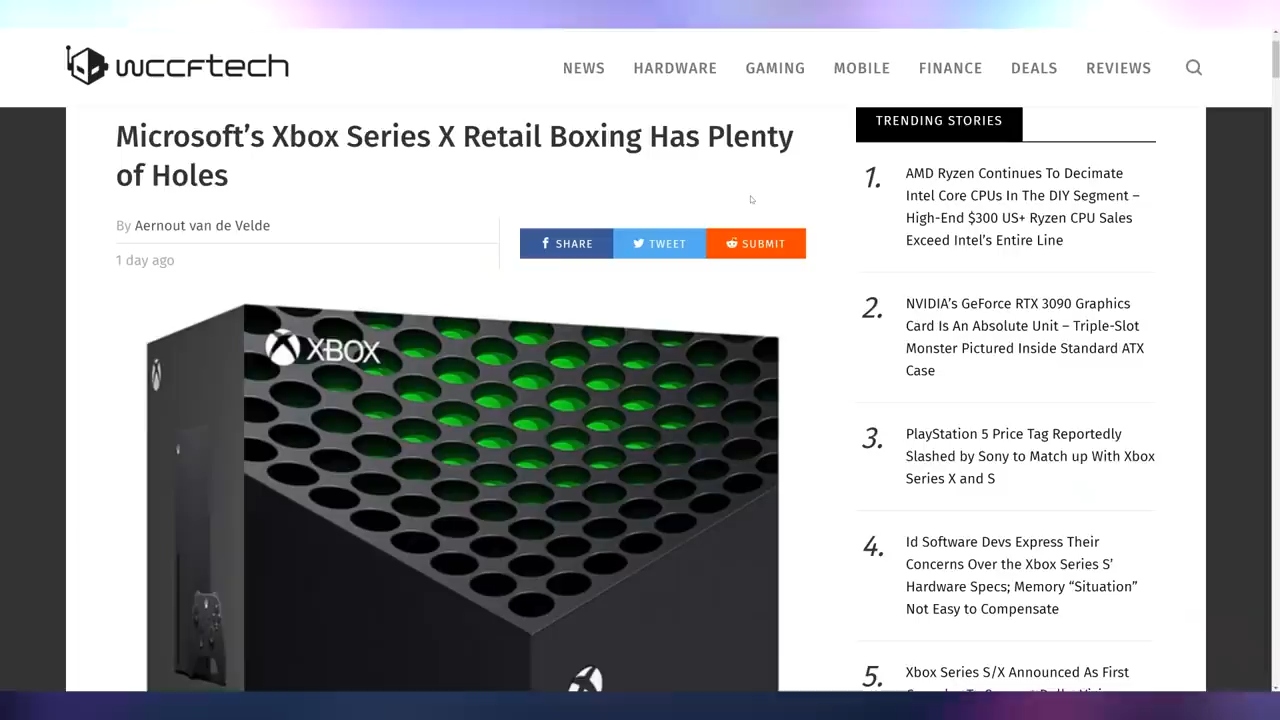 wccftech
NEWS HARDWARE GAMING MOBILE FINANCE DEALS REVIEWS
Microsoft’s Xbox Series X Retail Boxing Has Plenty
of Holes
By Aernout van de Velde
1 day ago
SHARE TWEET SUBMIT
XBOX
TRENDING STORIES
1. AMD Ryzen Continues To Decimate
Intel Core CPUs In The DIY Segment –
High-End $300 US+ Ryzen CPU Sales
Exceed Intel’s Entire Line
2. NVIDIA’s GeForce RTX 3090 Graphics
Card Is An Absolute Unit – Triple-Slot
Monster Pictured Inside Standard ATX
Case
3. PlayStation 5 Price Tag Reportedly
Slashed by Sony to Match up With Xbox
Series X and S
4. Id Software Devs Express Their
Concerns Over the Xbox Series S’
Hardware Specs; Memory “Situation”
Not Easy to Compensate
5. Xbox Series S/X Announced As First